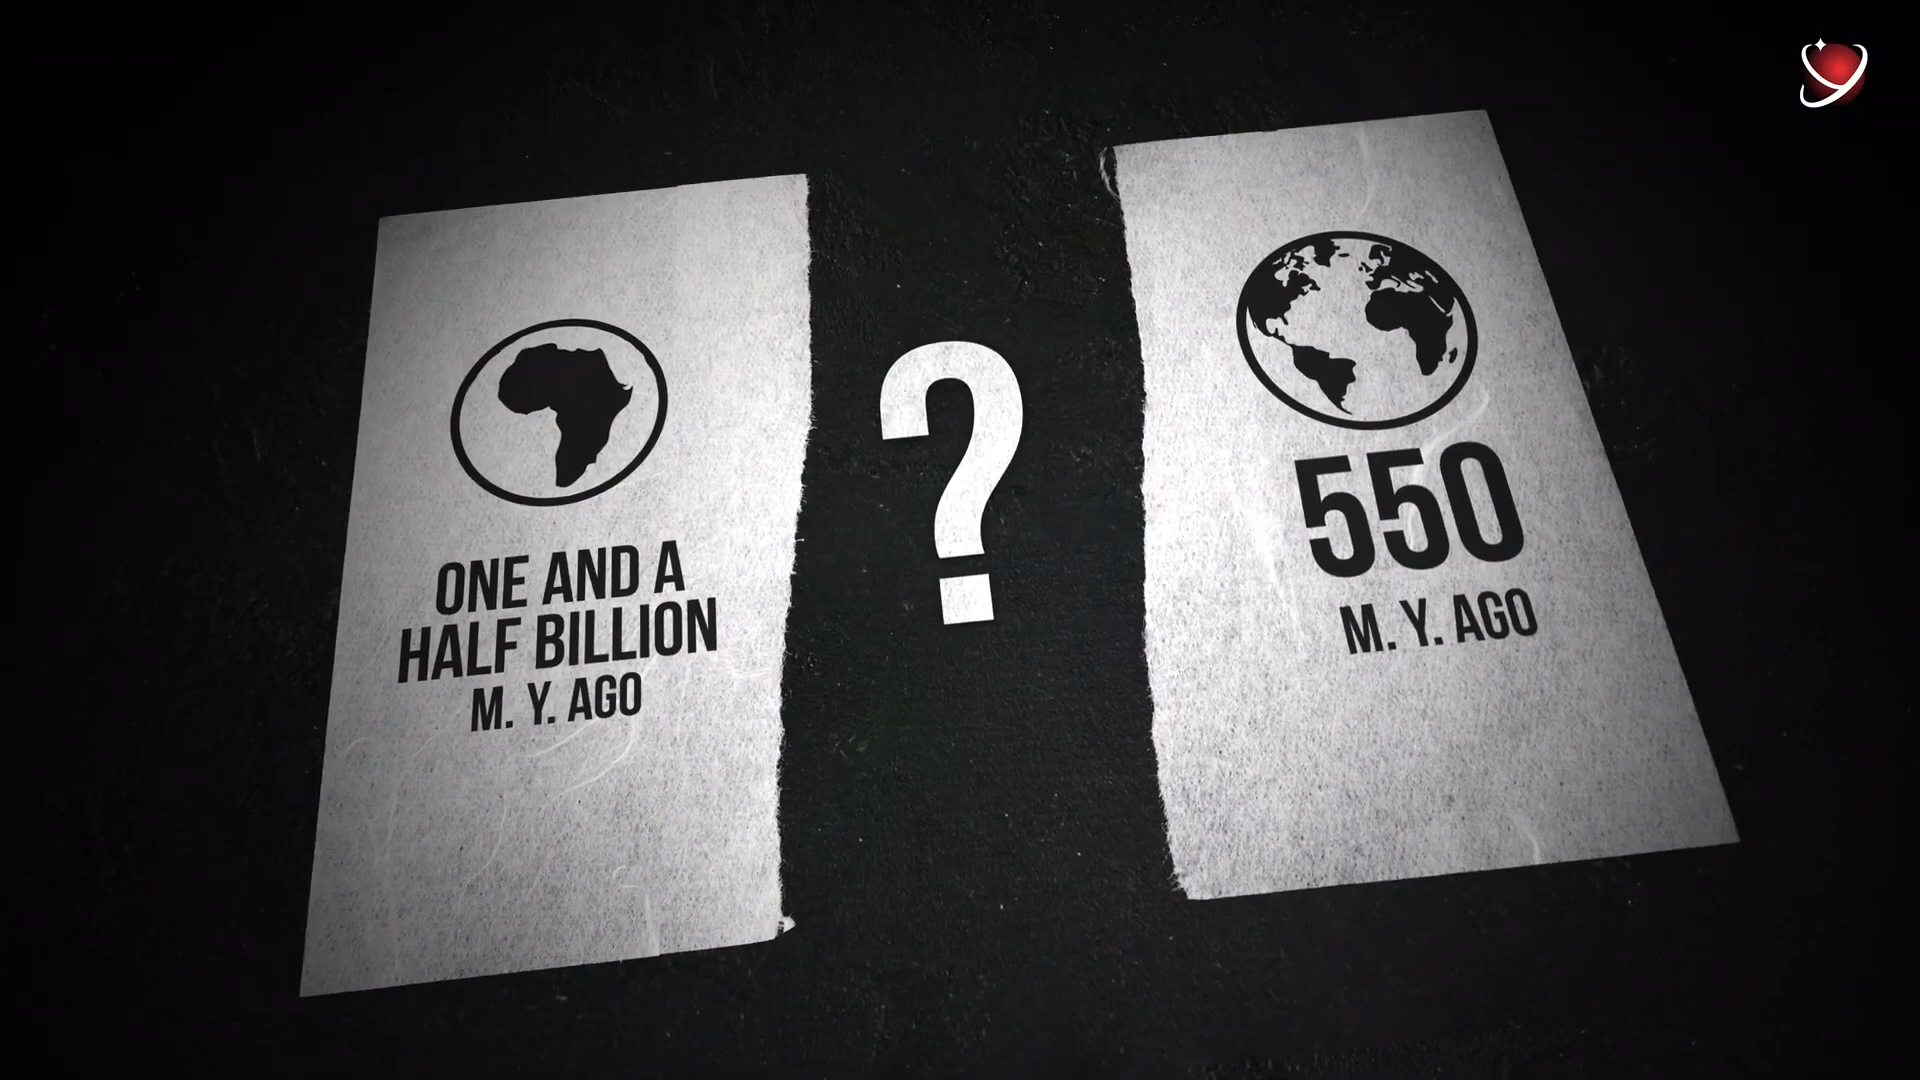 ONE AND A
HALF BILLION
M. Y. AGO
?
550
M. Y. AGO